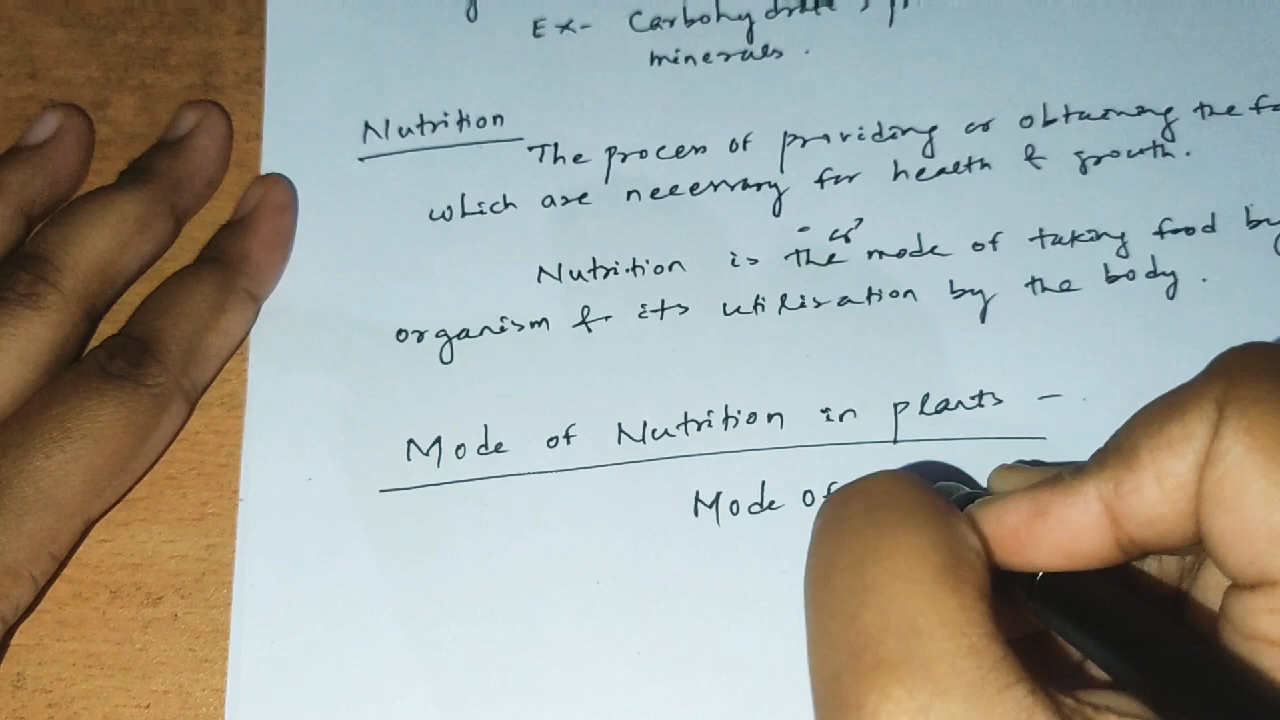 Ex- Carbohydrate,
minerals.
Nutrition
The process of providing or obtaining the
which are necessary for health & growth.
or
Nutrition is the mode of taking food by
organism & its utilisation by the body.
Mode of Nutrition in plants -
Mode of